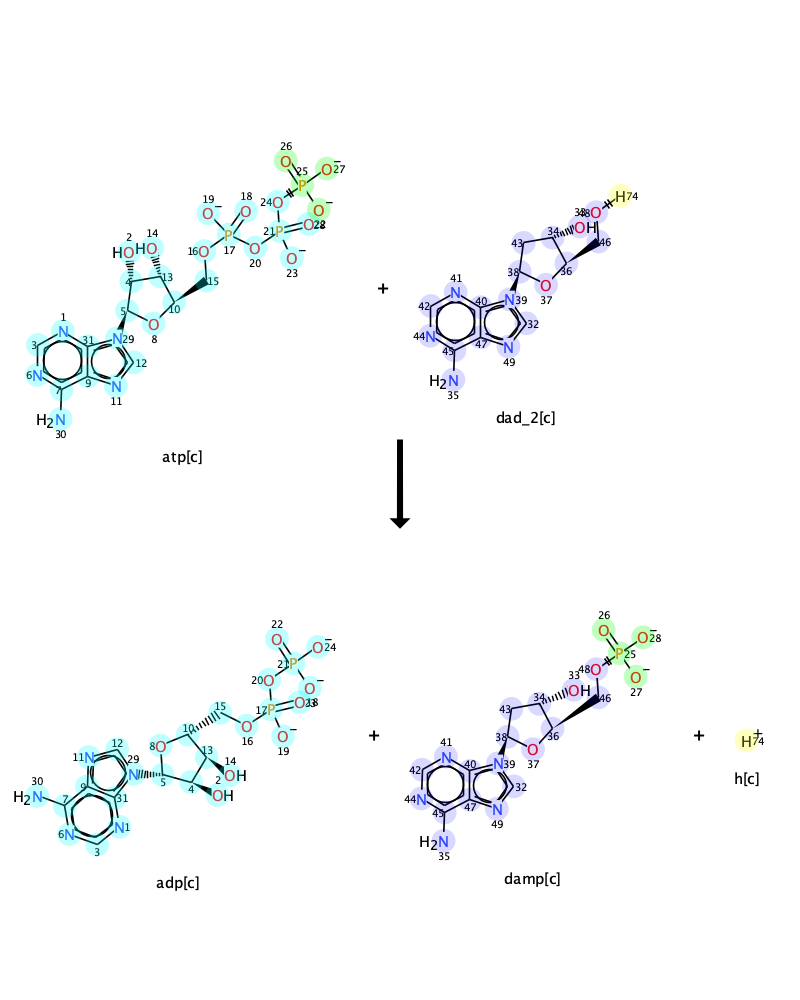 26
25
O
O⁻ 27
P
19
18
24
O⁻
O
O
O⁻
H 74
O
33
48
2
14
21
O
28
34
OH
HO
HO
16
17
P
P
43
46
O
O
20
O⁻
23
4
13
15
38
36
41
O
37
5
10
+
1
O
8
42
N
40
N 39
N
31
N 29
44 N
32
3
12
45
47
N
49
6 N
9
N
11
7
H₂N
35
H₂N
30
dad_2[c]
atp[c]
22
26
O
O⁻ 24
O
O⁻ 28
21
P
P 25
20
O
O⁻
48 O
O⁻
27
15
17
P
O
33
OH
43
34
46
10
O
16
O⁻
19
38
36
+
+
H⁺ 74
12
8 O
13
14
41
O
37
h[c]
11 N
29
N
OH
2
OH
42
N
40
N 39
30
9
5
4
44 N
32
H₂N
7
31
45
47
N
49
6 N
N 1
H₂N
35
3
adp[c]
damp[c]